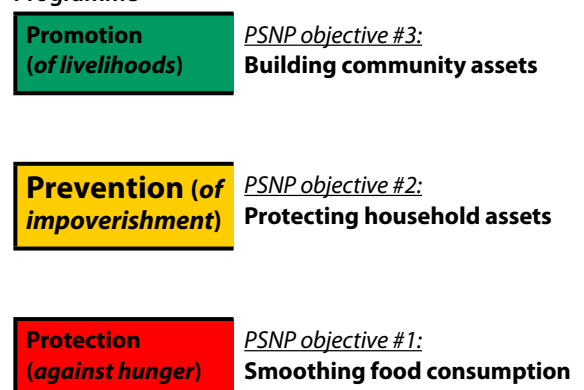 Programme
Promotion
(of livelihoods)
PSNP objective #3:
Building community assets
Prevention (of
impoverishment)
PSNP objective #2:
Protecting household assets
Protection
(against hunger)
PSNP objective #1:
Smoothing food consumption